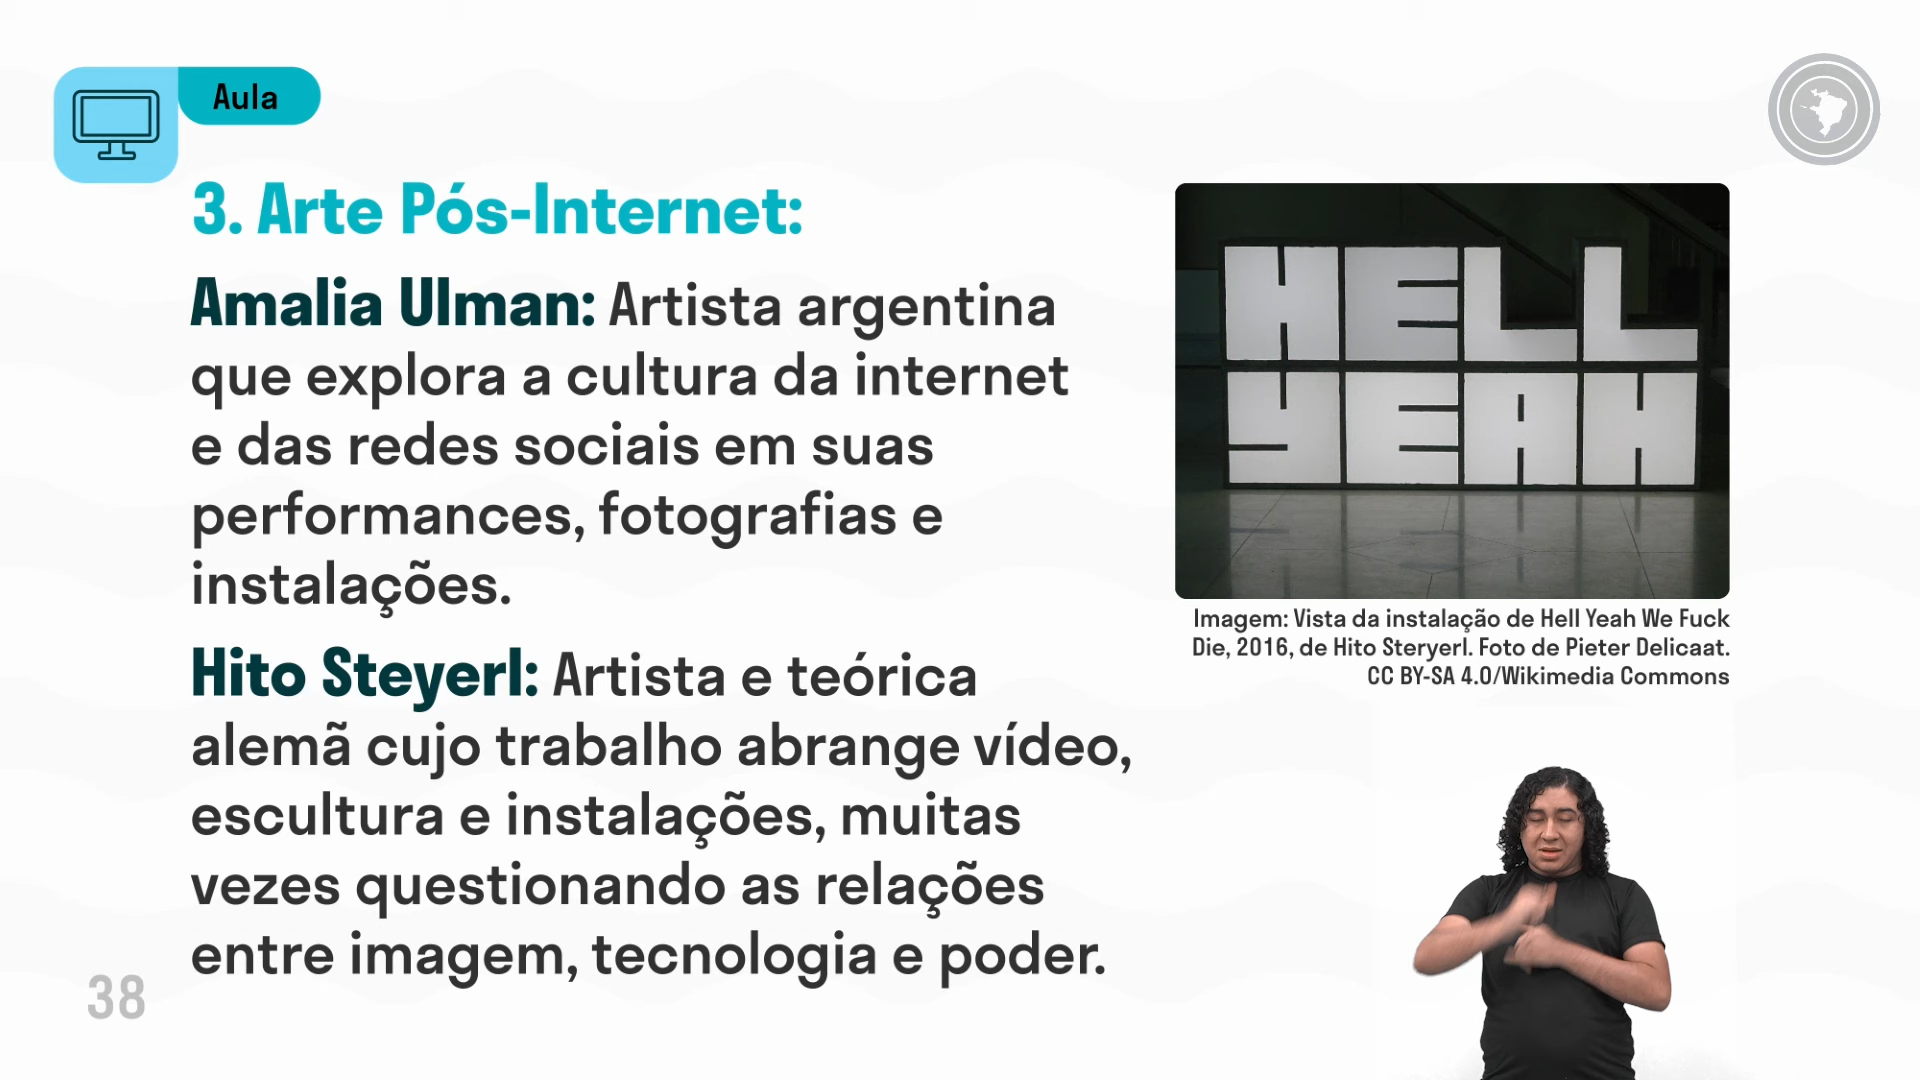 Aula
3. Arte Pós-Internet:
Amalia Ulman: Artista argentina
que explora a cultura da internet
e das redes sociais em suas
performances, fotografias e
instalações.
Hito Steyerl: Artista e teórica
alemã cujo trabalho abrange vídeo,
escultura e instalações, muitas
vezes questionando as relações
entre imagem, tecnologia e poder.
HELL
YEAH
Imagem: Vista da instalação de Hell Yeah We Fuck
Die, 2016, de Hito Steryerl. Foto de Pieter Delicaat.
CC BY-SA 4.0/Wikimedia Commons
38